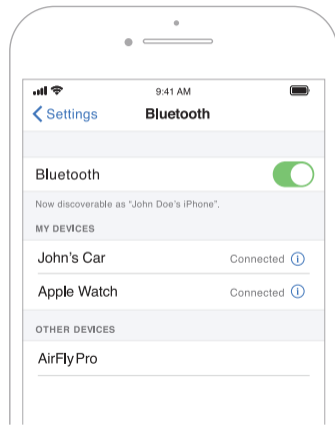 9:41 AM
Settings
Bluetooth
Bluetooth
Now discoverable as “John Doe’s iPhone”.
MY DEVICES
John’s Car Connected
Apple Watch Connected
OTHER DEVICES
AirFly Pro